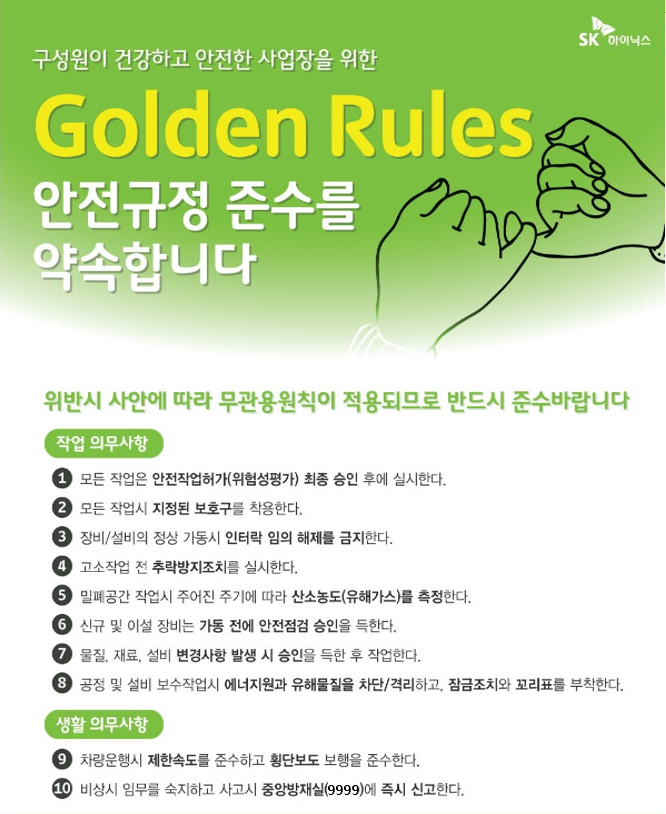 SK 하이닉스
구성원이 건강하고 안전한 사업장을 위한
Golden Rules
안전규정 준수를
약속합니다
위반시 사안에 따라 무관용원칙이 적용되므로 반드시 준수바랍니다
작업 의무사항
1 모든 작업은 안전작업허가(위험성평가) 최종 승인 후에 실시한다.
2 모든 작업시 지정된 보호구를 착용한다.
3 장비/설비의 정상 가동시 인터락 임의 해제를 금지한다.
4 고소작업 전 추락방지조치를 실시한다.
5 밀폐공간 작업시 주어진 주기에 따라 산소농도(유해가스)를 측정한다.
6 신규 및 이설 장비는 가동 전에 안전점검 승인을 득한다.
7 물질, 재료, 설비 변경사항 발생 시 승인을 득한 후 작업한다.
8 공정 및 설비 보수작업시 에너지원과 유해물질을 차단/격리하고, 잠금조치와 꼬리표를 부착한다.
생활 의무사항
9 차량운행시 제한속도를 준수하고 횡단보도 보행을 준수한다.
10 비상시 임무를 숙지하고 사고시 중앙방재실(9999)에 즉시 신고한다.